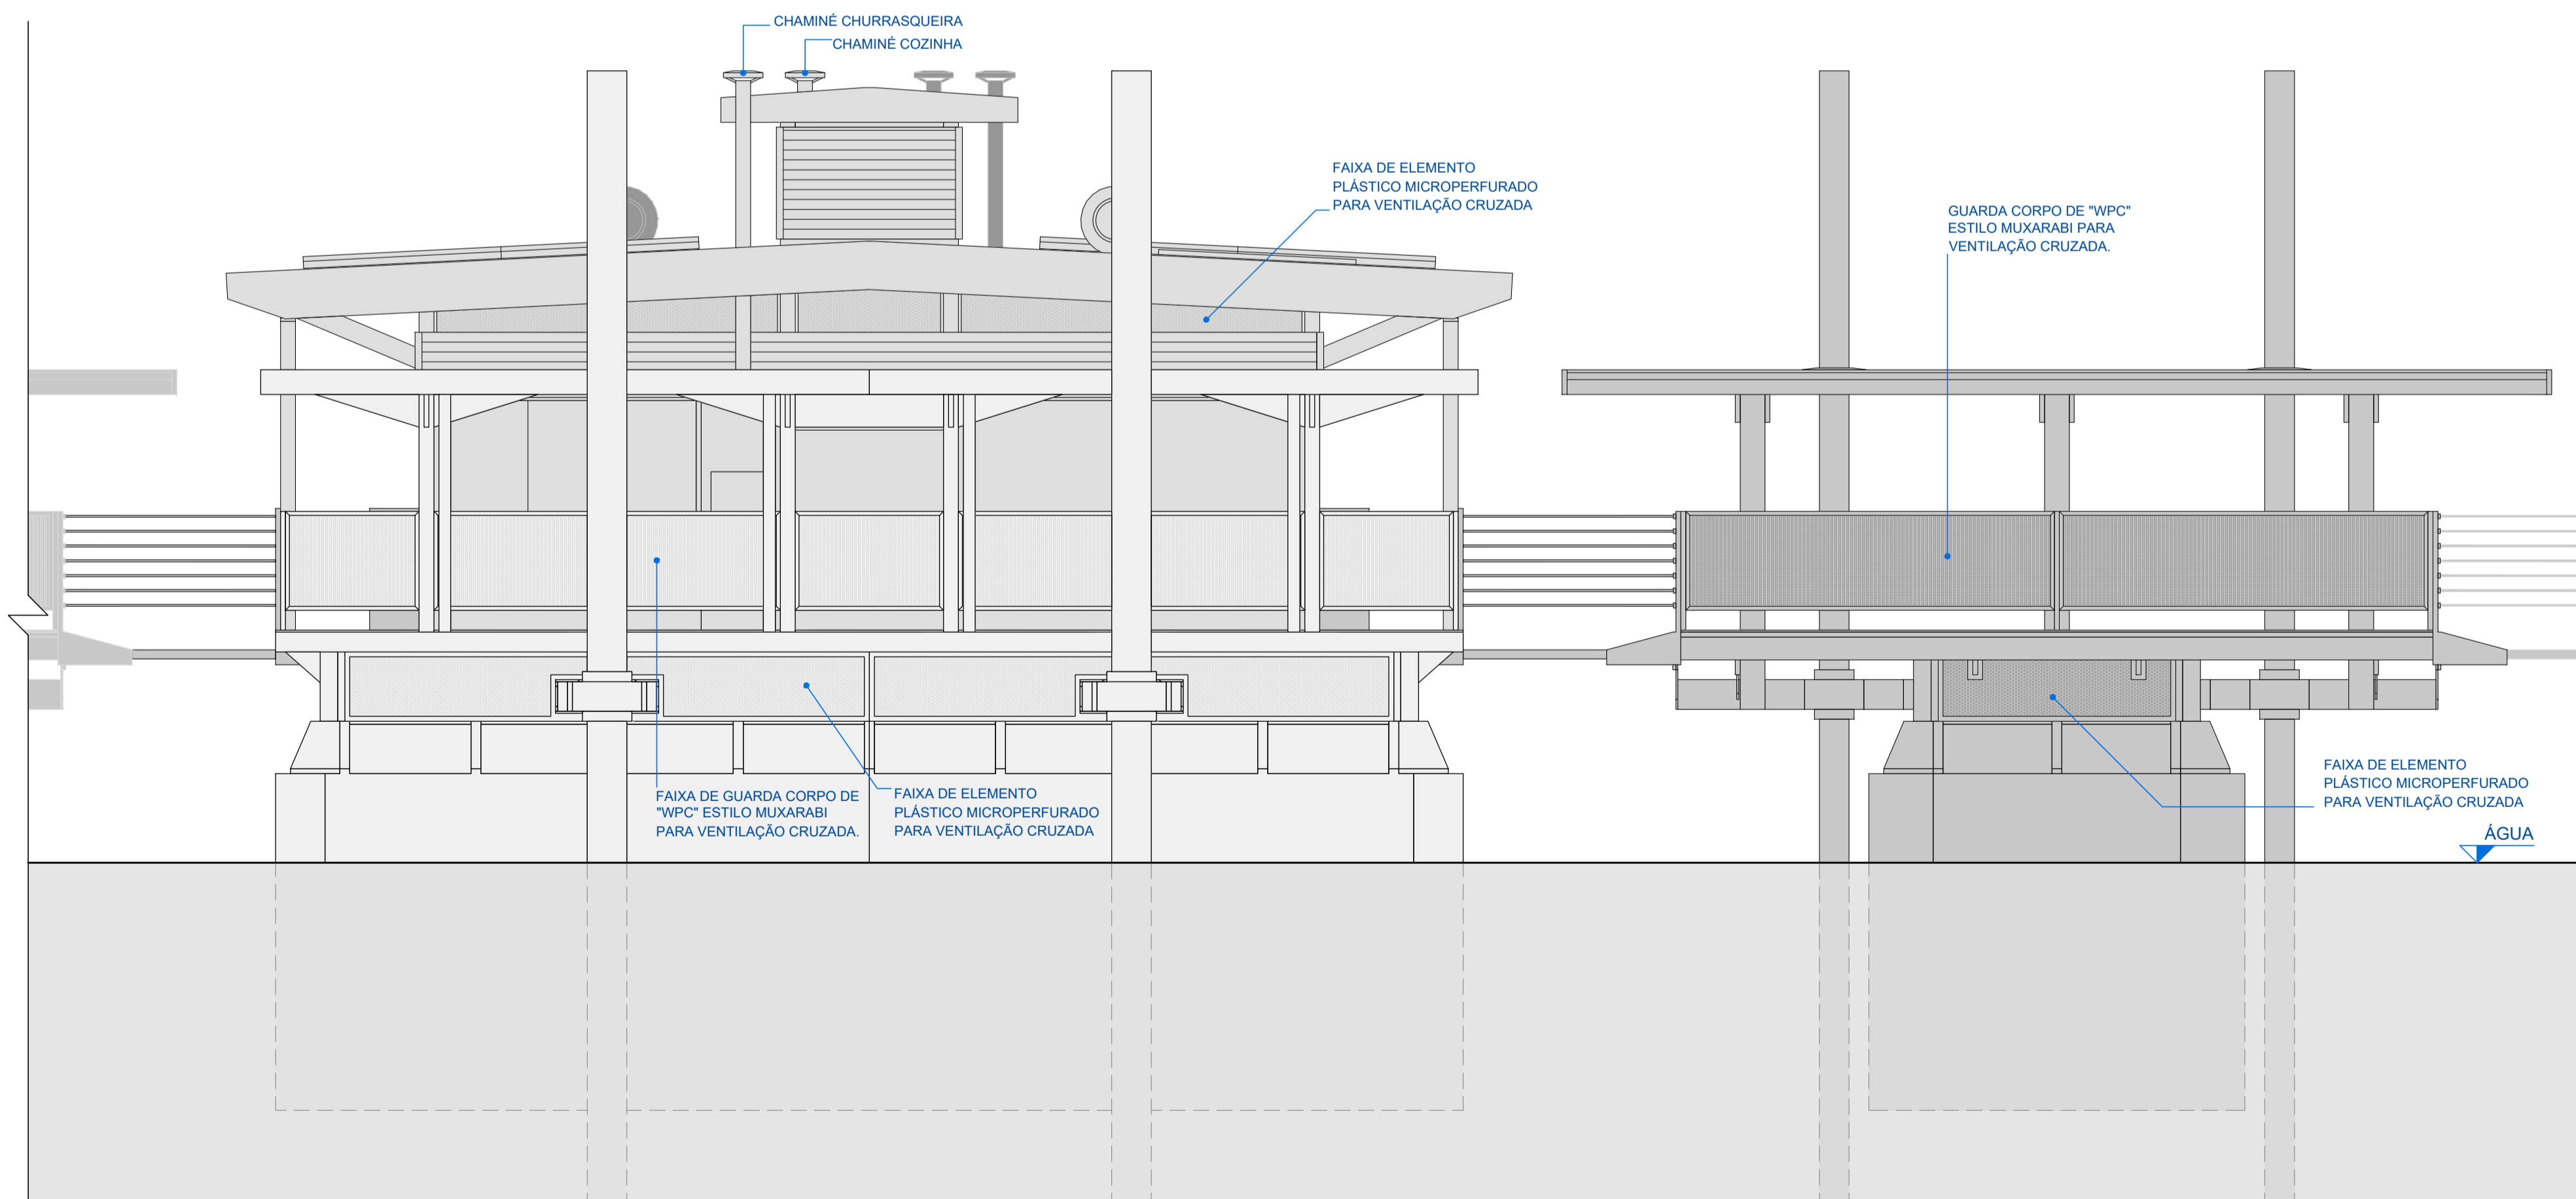 CHAMINÉ CHURRASQUEIRA
CHAMINÉ COZINHA
FAIXA DE ELEMENTO
PLÁSTICO MICROPERFURADO
PARA VENTILAÇÃO CRUZADA
GUARDA CORPO DE "WPC"
ESTILO MUXARABI PARA
VENTILAÇÃO CRUZADA.
FAIXA DE GUARDA CORPO DE
"WPC" ESTILO MUXARABI
PARA VENTILAÇÃO CRUZADA.
FAIXA DE ELEMENTO
PLÁSTICO MICROPERFURADO
PARA VENTILAÇÃO CRUZADA
FAIXA DE ELEMENTO
PLÁSTICO MICROPERFURADO
PARA VENTILAÇÃO CRUZADA
ÁGUA